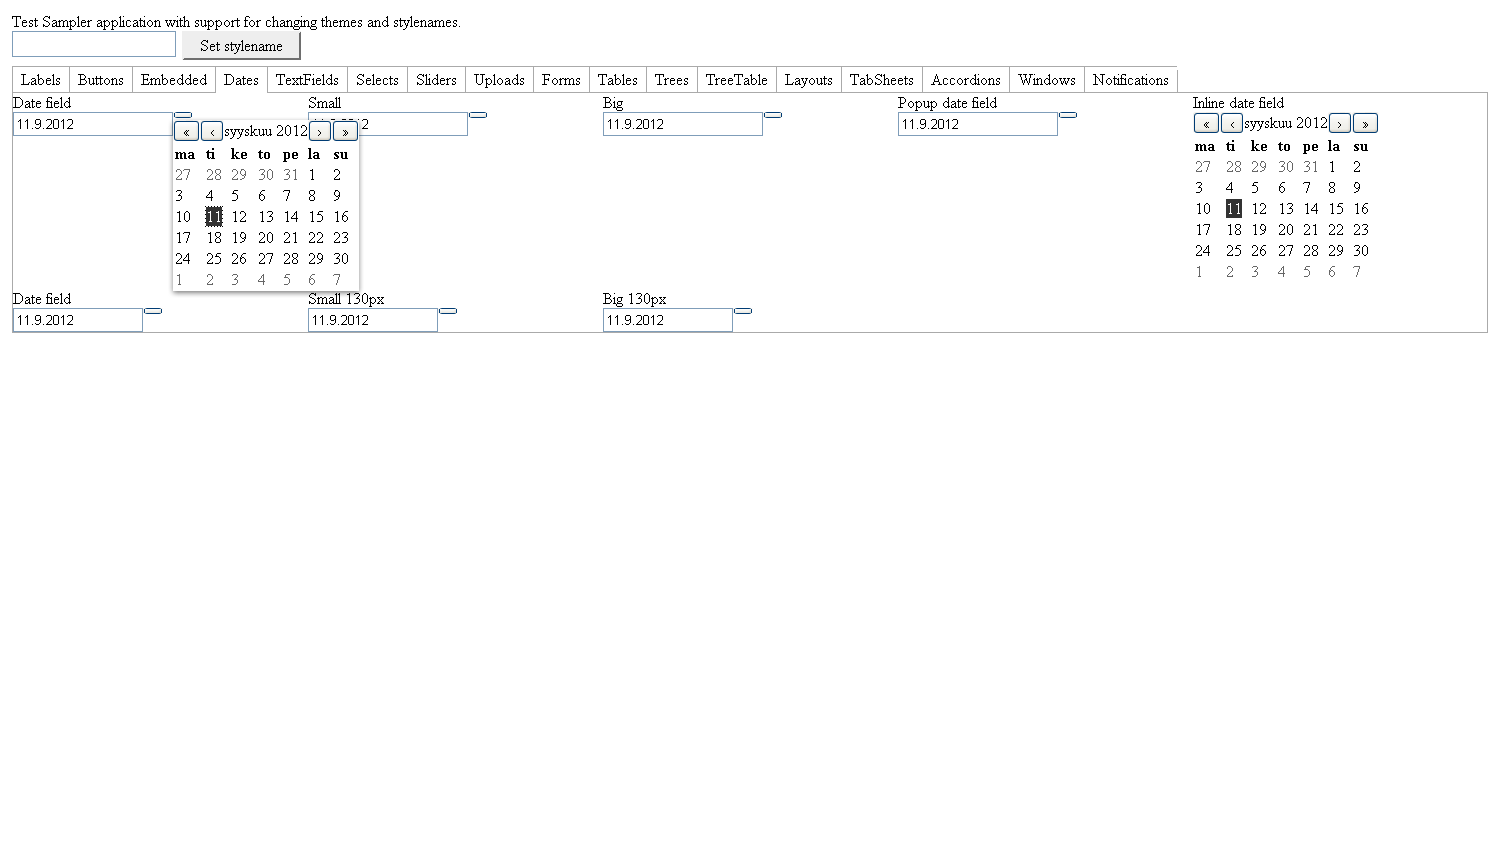 Test Sampler application with support for changing themes and stylenames.
Set stylename
Labels Buttons Embedded Dates TextFields Selects Sliders Uploads Forms Tables Trees TreeTable Layouts TabSheets Accordions Windows Notifications
Date field Small Big Popup date field Inline date field
11.9.2012 2 11.9.2012 11.9.2012
« ‹ syyskuu 2012 › »
ma ti ke to pe la su
27 28 29 30 31 1 2
3 4 5 6 7 8 9
10 11 12 13 14 15 16
17 18 19 20 21 22 23
24 25 26 27 28 29 30
1 2 3 4 5 6 7
« ‹ syyskuu 2012 › »
ma ti ke to pe la su
27 28 29 30 31 1 2
3 4 5 6 7 8 9
10 11 12 13 14 15 16
17 18 19 20 21 22 23
24 25 26 27 28 29 30
1 2 3 4 5 6 7
Date field Small 130px Big 130px
11.9.2012 11.9.2012 11.9.2012